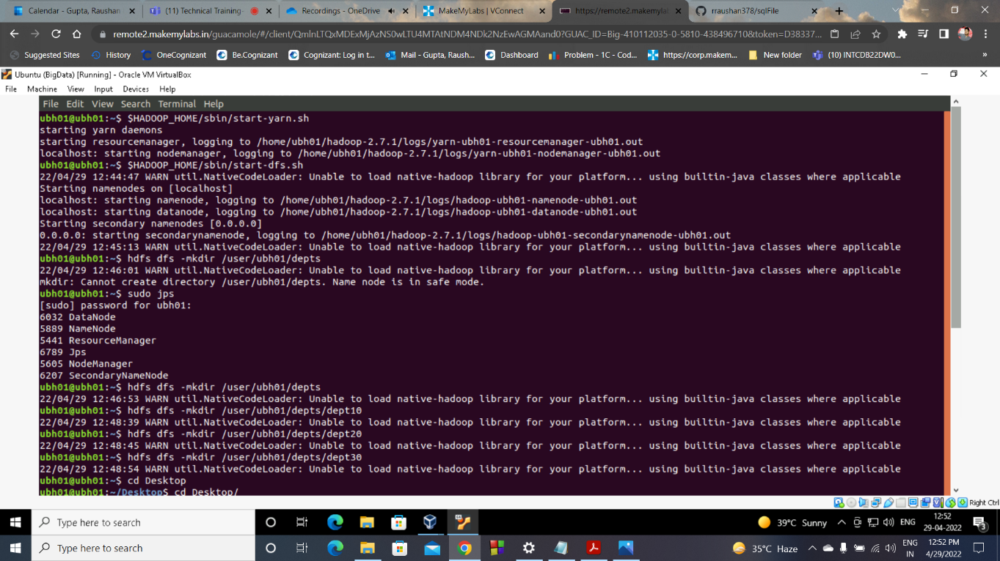 Calendar - Gupta, Raushan
(11) Technical Training-
Recordings - OneDrive
MakeMyLabs | VConnect
https://remote2.makemylab
rraushan378/sqlFile
remote2.makemylabs.in/guacamole/#/client/QmlnLTQxMDExMjAzNS0wLTU4MTAtNDM4NDk2NzEwAGMAand0?GUAC_ID=Big-410112035-0-5810-438496710&token=D38337...
Suggested Sites
History
OneCognizant
Be.Cognizant
Cognizant: Log in t...
Mail - Gupta, Raush...
Dashboard
Problem - 1C - Cod...
https://corp.makem...
New folder
(10) INTCDB22DW0...
»
Ubuntu (BigData) [Running] - Oracle VM VirtualBox
File Machine View Input Devices Help
File Edit View Search Terminal Help
ubh01@ubh01:~$ $HADOOP_HOME/sbin/start-yarn.sh
starting yarn daemons
starting resourcemanager, logging to /home/ubh01/hadoop-2.7.1/logs/yarn-ubh01-resourcemanager-ubh01.out
localhost: starting nodemanager, logging to /home/ubh01/hadoop-2.7.1/logs/yarn-ubh01-nodemanager-ubh01.out
ubh01@ubh01:~$ $HADOOP_HOME/sbin/start-dfs.sh
22/04/29 12:44:47 WARN util.NativeCodeLoader: Unable to load native-hadoop library for your platform... using builtin-java classes where applicable
Starting namenodes on [localhost]
localhost: starting namenode, logging to /home/ubh01/hadoop-2.7.1/logs/hadoop-ubh01-namenode-ubh01.out
localhost: starting datanode, logging to /home/ubh01/hadoop-2.7.1/logs/hadoop-ubh01-datanode-ubh01.out
Starting secondary namenodes [0.0.0.0]
0.0.0.0: starting secondarynamenode, logging to /home/ubh01/hadoop-2.7.1/logs/hadoop-ubh01-secondarynamenode-ubh01.out
22/04/29 12:45:13 WARN util.NativeCodeLoader: Unable to load native-hadoop library for your platform... using builtin-java classes where applicable
ubh01@ubh01:~$ hdfs dfs -mkdir /user/ubh01/depts
22/04/29 12:46:01 WARN util.NativeCodeLoader: Unable to load native-hadoop library for your platform... using builtin-java classes where applicable
mkdir: Cannot create directory /user/ubh01/depts. Name node is in safe mode.
ubh01@ubh01:~$ sudo jps
[sudo] password for ubh01:
6032 DataNode
5889 NameNode
5441 ResourceManager
6789 Jps
5605 NodeManager
6207 SecondaryNameNode
ubh01@ubh01:~$ hdfs dfs -mkdir /user/ubh01/depts
22/04/29 12:46:53 WARN util.NativeCodeLoader: Unable to load native-hadoop library for your platform... using builtin-java classes where applicable
ubh01@ubh01:~$ hdfs dfs -mkdir /user/ubh01/depts/dept10
22/04/29 12:48:39 WARN util.NativeCodeLoader: Unable to load native-hadoop library for your platform... using builtin-java classes where applicable
ubh01@ubh01:~$ hdfs dfs -mkdir /user/ubh01/depts/dept20
22/04/29 12:48:45 WARN util.NativeCodeLoader: Unable to load native-hadoop library for your platform... using builtin-java classes where applicable
ubh01@ubh01:~$ hdfs dfs -mkdir /user/ubh01/depts/dept30
22/04/29 12:48:54 WARN util.NativeCodeLoader: Unable to load native-hadoop library for your platform... using builtin-java classes where applicable
ubh01@ubh01:~$ cd Desktop
ubh01@ubh01:~/Desktop$ cd Desktop/
Right Ctrl
Type here to search
39°C Sunny
ENG
12:52
29-04-2022
3
Type here to search
35°C Haze
ENG
IN
12:52 PM
4/29/2022